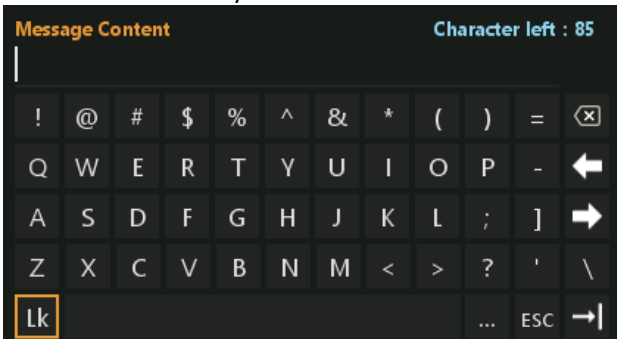 Message Content Character left : 85
! @ # $ % ^ & * ( ) =
Q W E R T Y U I O P -
A S D F G H J K L ; ]
Z X C V B N M < > ? ' \
Lk ... ESC